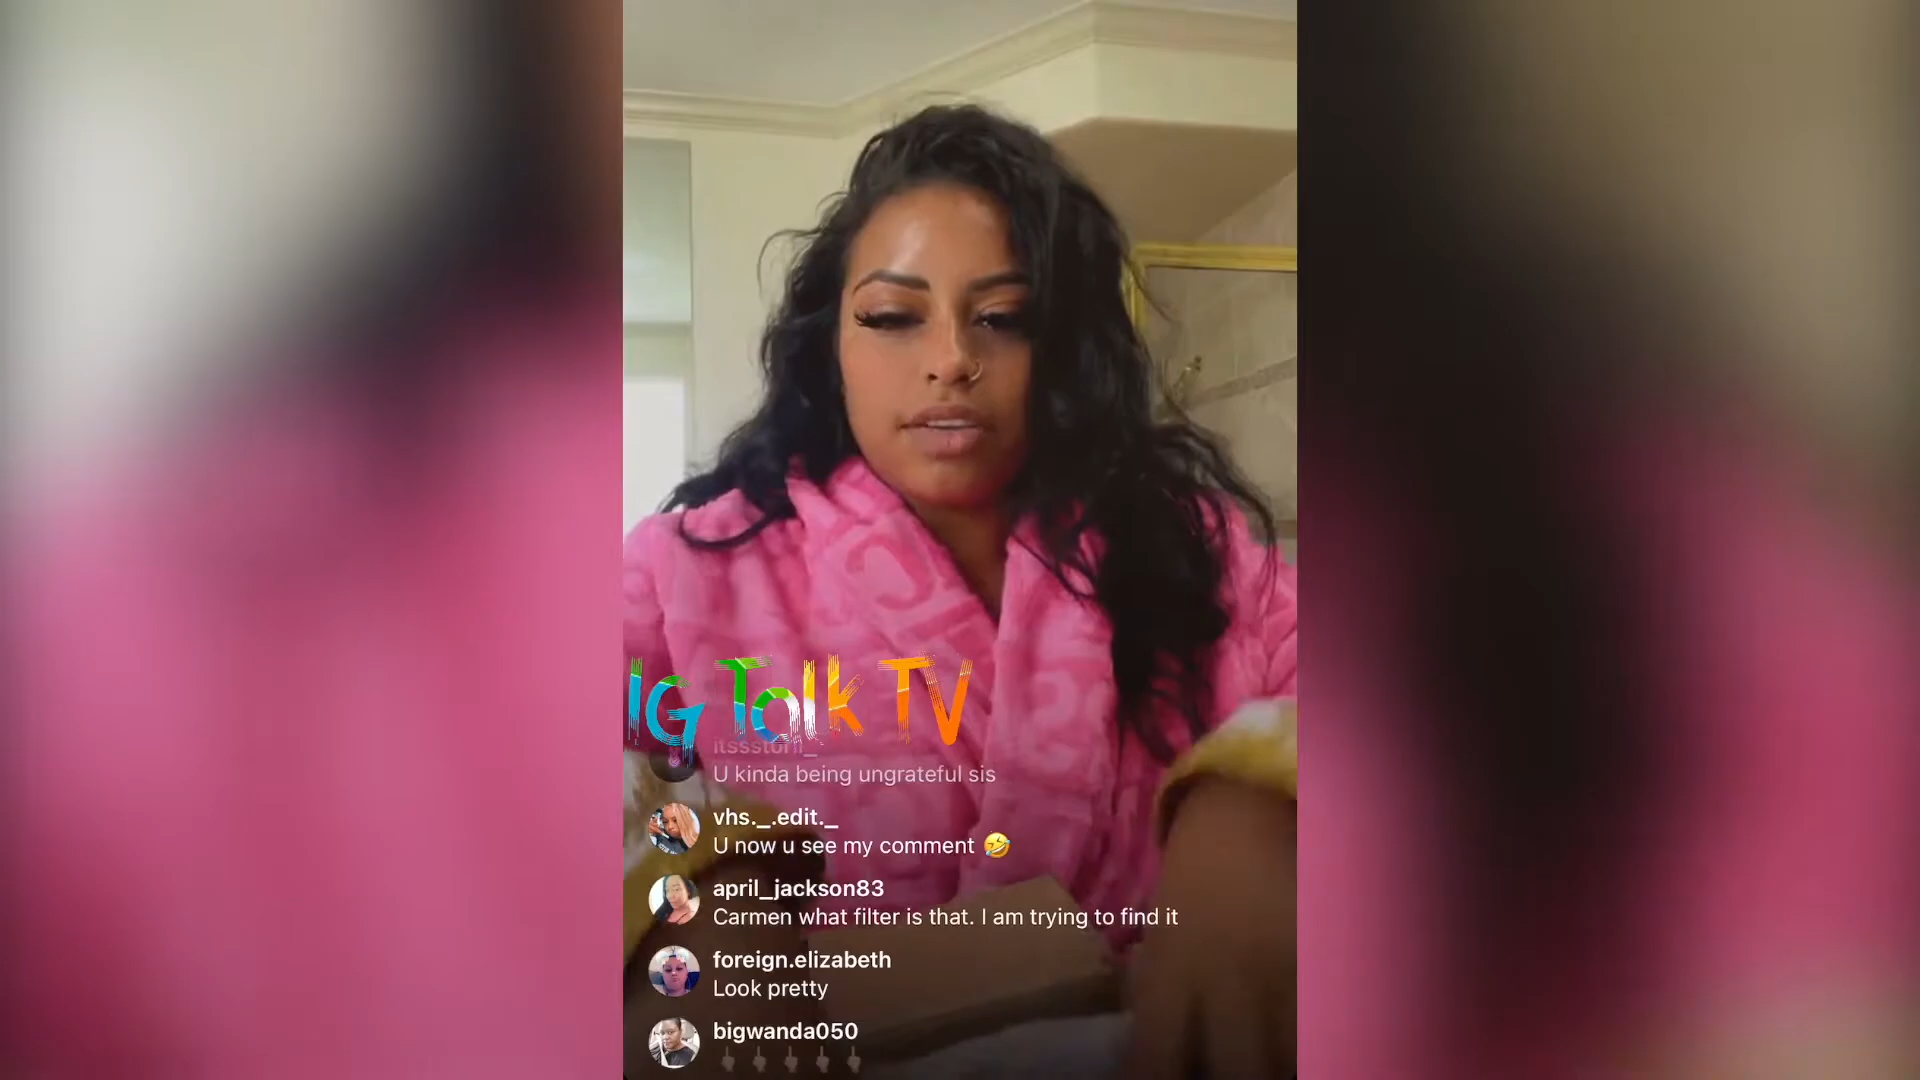 IG Talk TV
U kinda being ungrateful sis
vhs._.edit._
U now u see my comment 🤣
april_jackson83
Carmen what filter is that. I am trying to find it
foreign.elizabeth
Look pretty
bigwanda050
🖕🏿🖕🏿🖕🏿🖕🏿🖕🏿